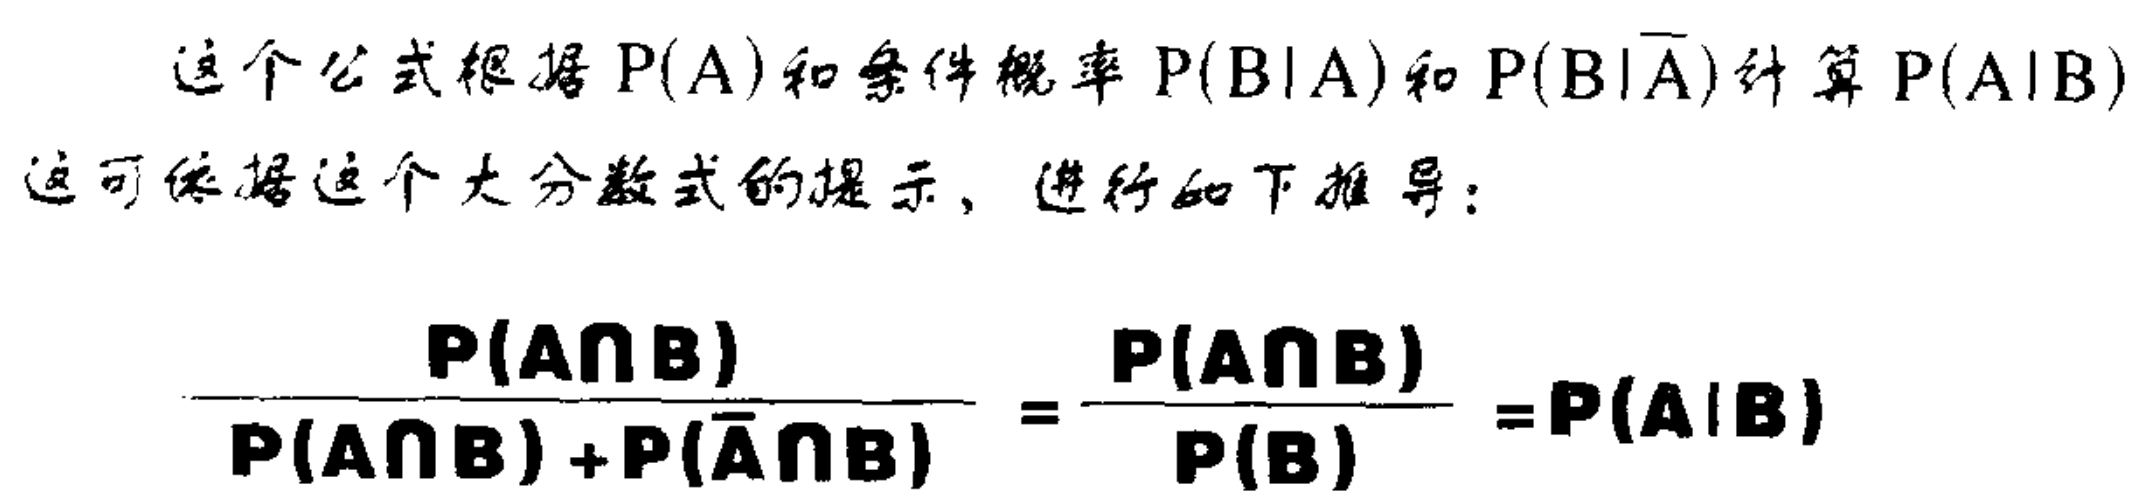 这个公式根据 P(A) 和条件概率 P(B|A) 和 P(B|A̅) 计算 P(A|B)
这可依据这个大分数式的提示，进行如下推导：
P(A∩B) / (P(A∩B)+P(A̅∩B)) = P(A∩B) / P(B) =P(A|B)